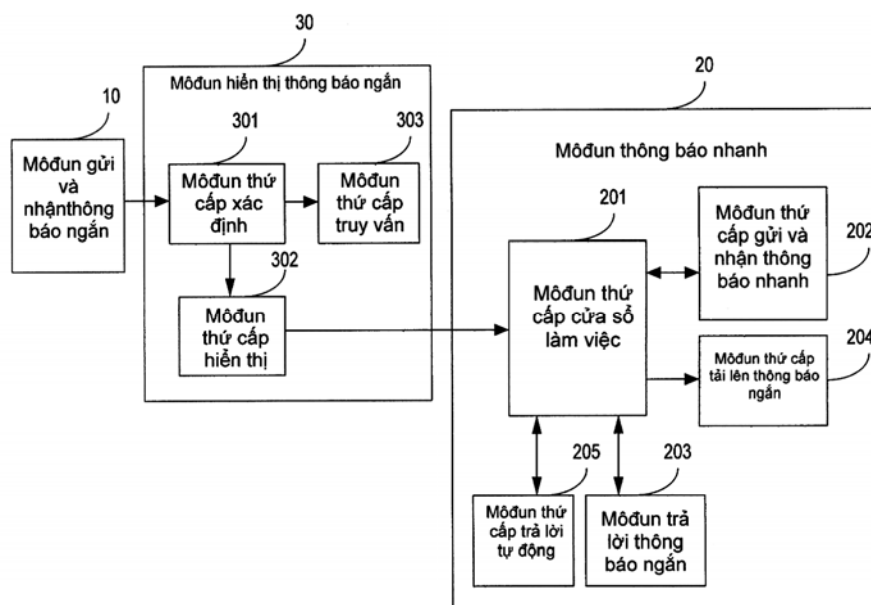 30
Môđun hiển thị thông báo ngắn
10
Môđun gửi
và
nhậnthông
báo ngắn
301
Môđun thứ
cấp xác
định
303
Môđun
thứ cấp
truy vấn
302
Môđun
thứ cấp
hiển thị
20
Môđun thông báo nhanh
201
Môđun thứ
cấp cửa sổ
làm việc
Môđun thứ
cấp gửi và
nhận thông
báo nhanh
202
Môđun thứ cấp
tải lên thông báo
ngắn
204
205
Môđun thứ
cấp trả lời
tự động
203
Môđun trả
lời thông
báo ngắn